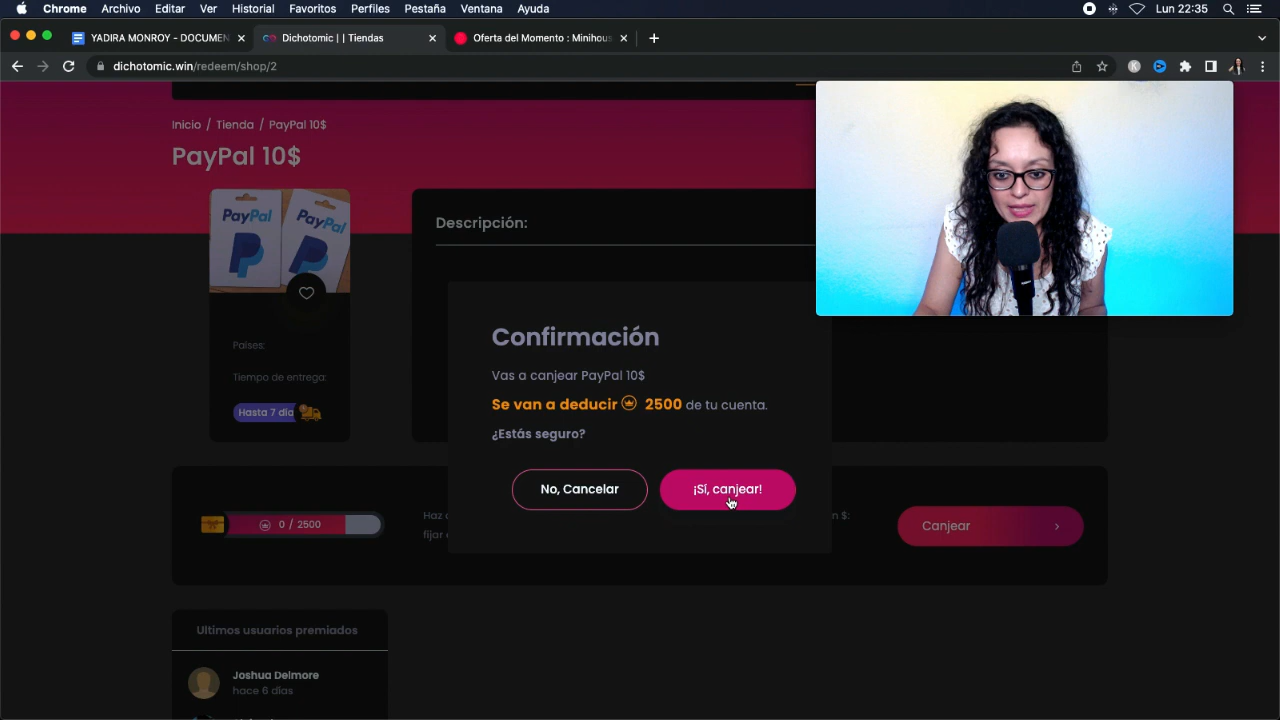 Chrome Archivo Editar Ver Historial Favoritos Perfiles Pestaña Ventana Ayuda Lun 22:35
YADIRA MONROY - DOCUMEN Dichotomic | | Tiendas Oferta del Momento : Minihous
dichotomic.win/redeem/shop/2
Inicio / Tienda / PayPal 10$
PayPal 10$
PayPal PayPal
Descripción:
Países:
Tiempo de entrega:
Hasta 7 día
Confirmación
Vas a canjear PayPal 10$
Se van a deducir 2500 de tu cuenta.
¿Estás seguro?
No, Cancelar ¡Sí, canjear!
0 / 2500
Haz
n $:
fijar
Canjear
Ultimos usuarios premiados
Joshua Delmore
hace 6 días